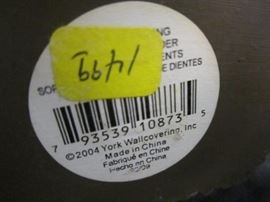 NG
1499
DER
SOF
ENTS
E DIENTES
7 93539 10873 5
©2004 York Wallcovering, Inc
Made in China
Fabriqué en Chine
Hecho en China